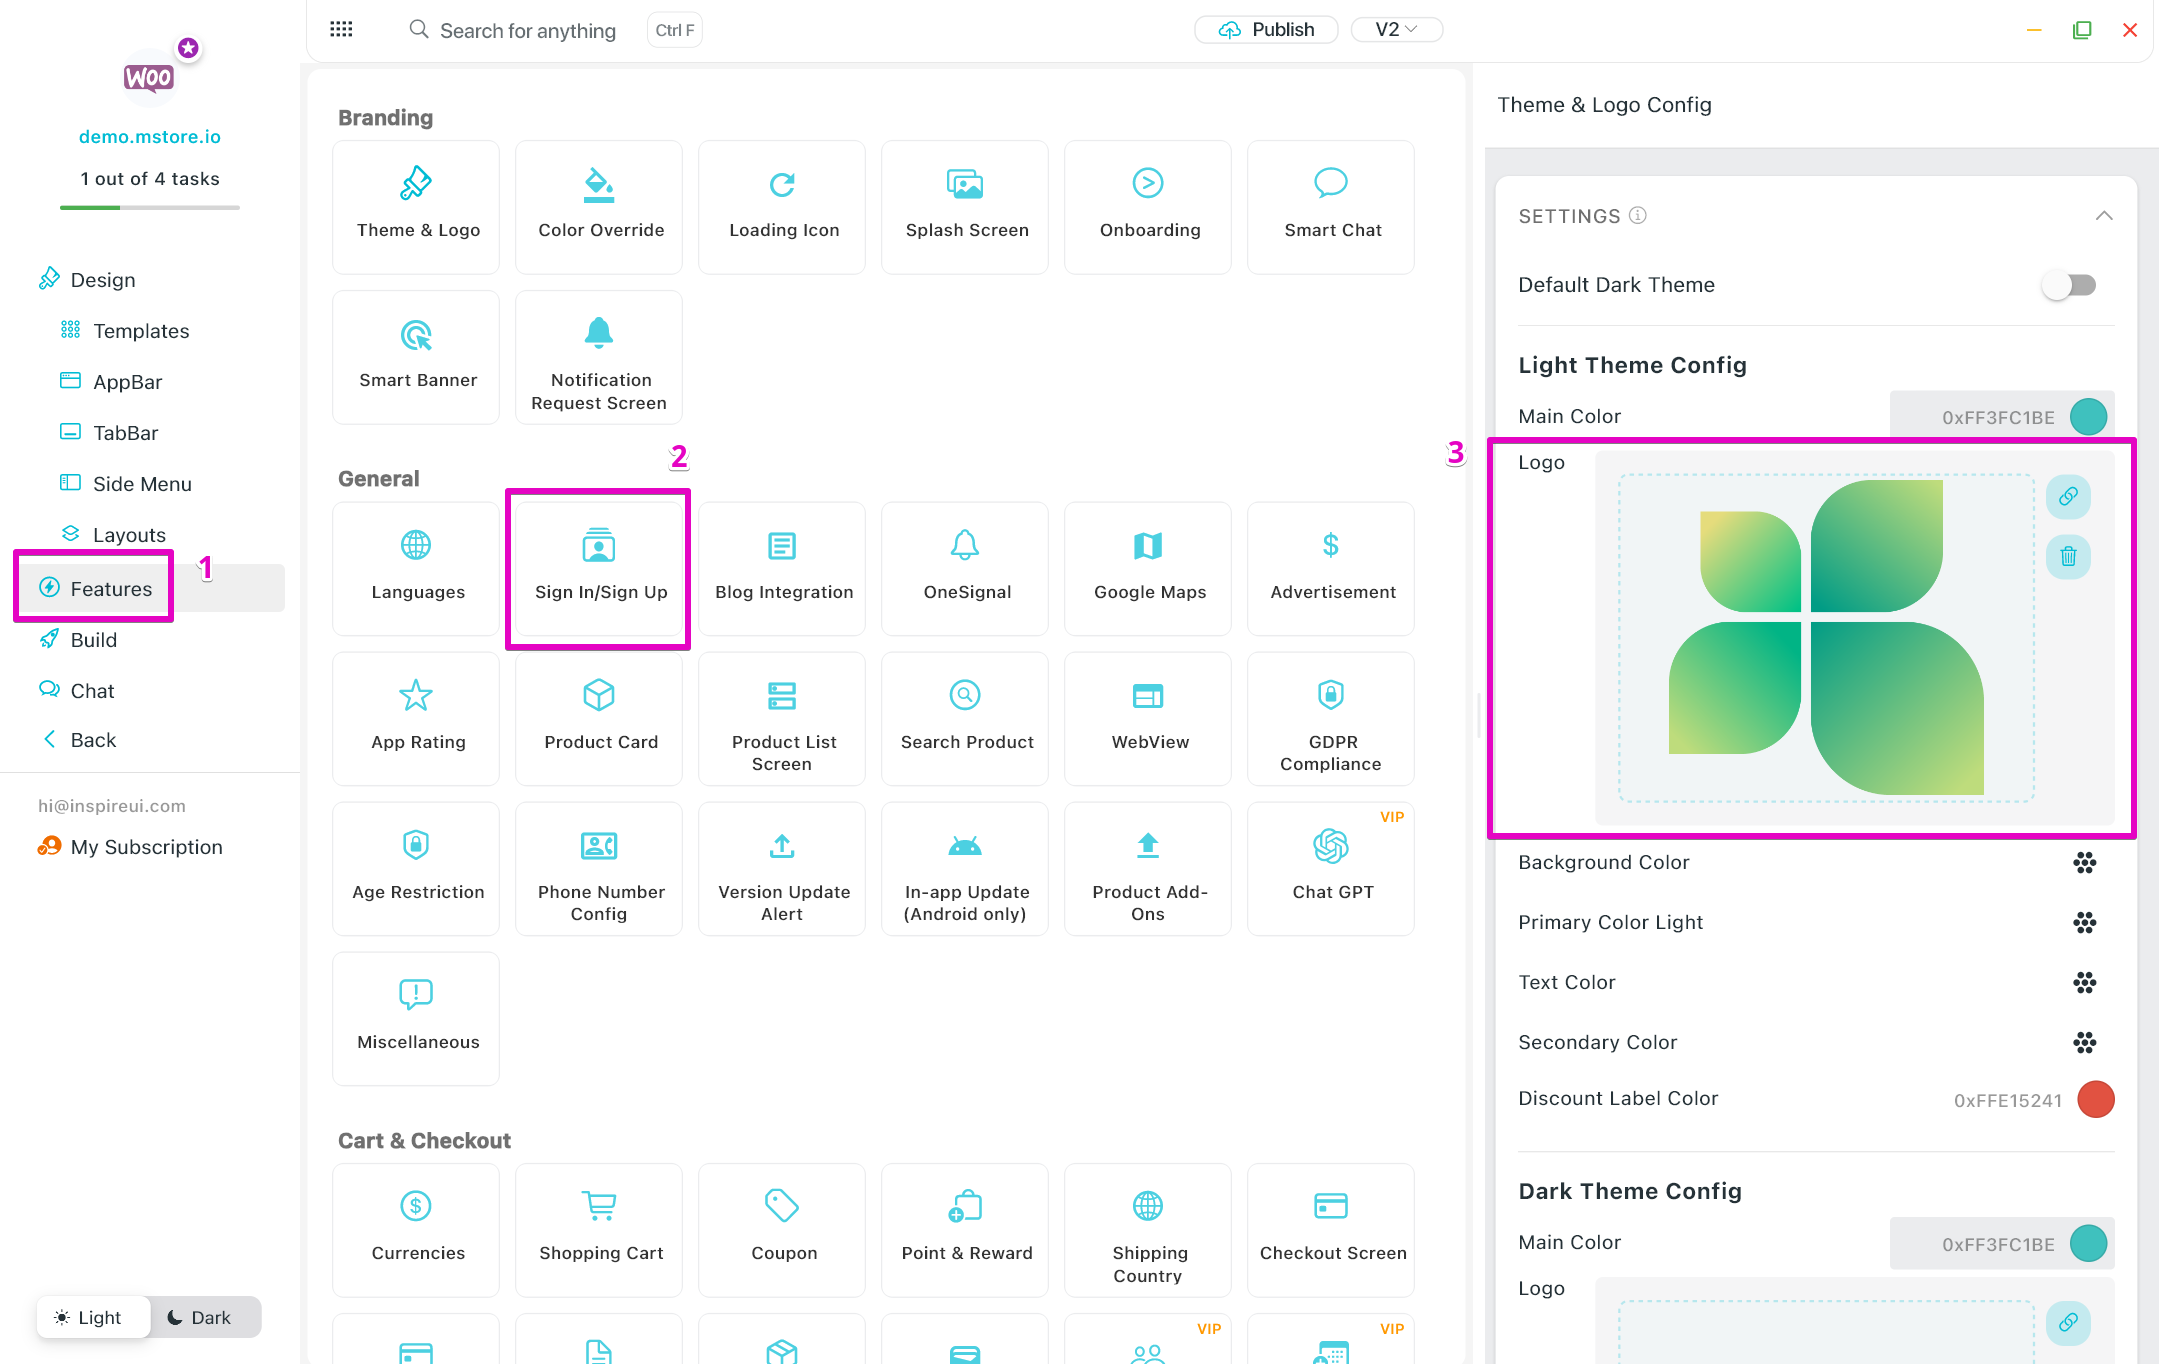 Search for anything
Ctrl F
Publish
V2
WOO
demo.mstore.io
1 out of 4 tasks
Design
Templates
AppBar
TabBar
Side Menu
Layouts
Features
1
Build
Chat
Back
hi@inspireui.com
My Subscription
Light
Dark
Branding
Theme & Logo
Color Override
Loading Icon
Splash Screen
Onboarding
Smart Chat
Smart Banner
Notification
Request Screen
2
General
Languages
Sign In/Sign Up
Blog Integration
OneSignal
Google Maps
Advertisement
App Rating
Product Card
Product List
Screen
Search Product
WebView
GDPR
Compliance
Age Restriction
Phone Number
Config
Version Update
Alert
In-app Update
(Android only)
Product Add-
Ons
VIP
Chat GPT
Miscellaneous
Cart & Checkout
Currencies
Shopping Cart
Coupon
Point & Reward
Shipping
Country
Checkout Screen
VIP
VIP
Theme & Logo Config
SETTINGS
Default Dark Theme
Light Theme Config
Main Color
0xFF3FC1BE
3
Logo
Background Color
Primary Color Light
Text Color
Secondary Color
Discount Label Color
0xFFE15241
Dark Theme Config
Main Color
0xFF3FC1BE
Logo